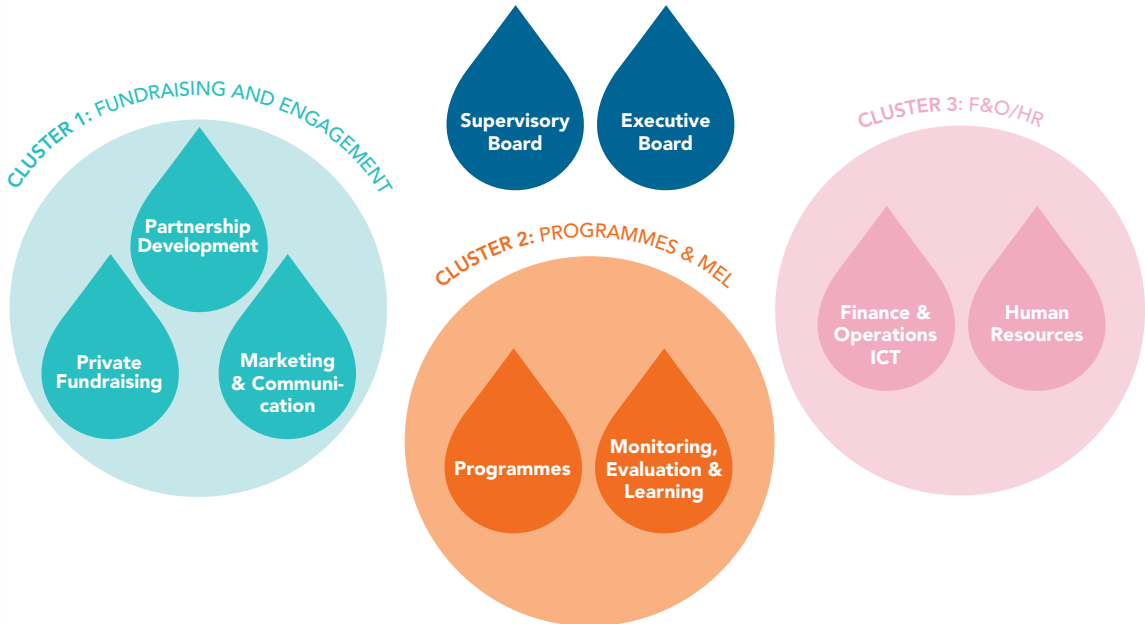 CLUSTER 1: FUNDRAISING AND ENGAGEMENT
Partnership
Development
Private
Fundraising
Marketing
& Communi-
cation
Supervisory
Board
Executive
Board
CLUSTER 2: PROGRAMMES & MEL
Programmes
Monitoring,
Evaluation &
Learning
CLUSTER 3: F&O/HR
Finance &
Operations
ICT
Human
Resources